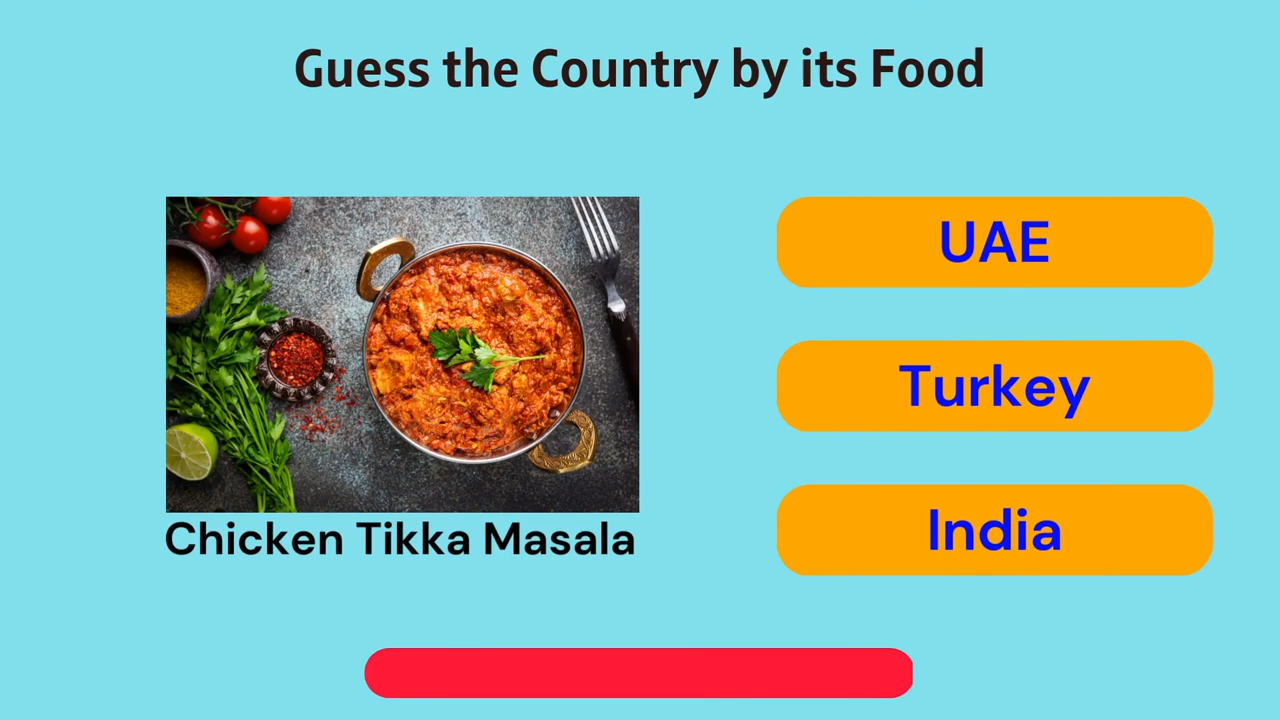 Guess the Country by its Food
UAE
Turkey
India
Chicken Tikka Masala